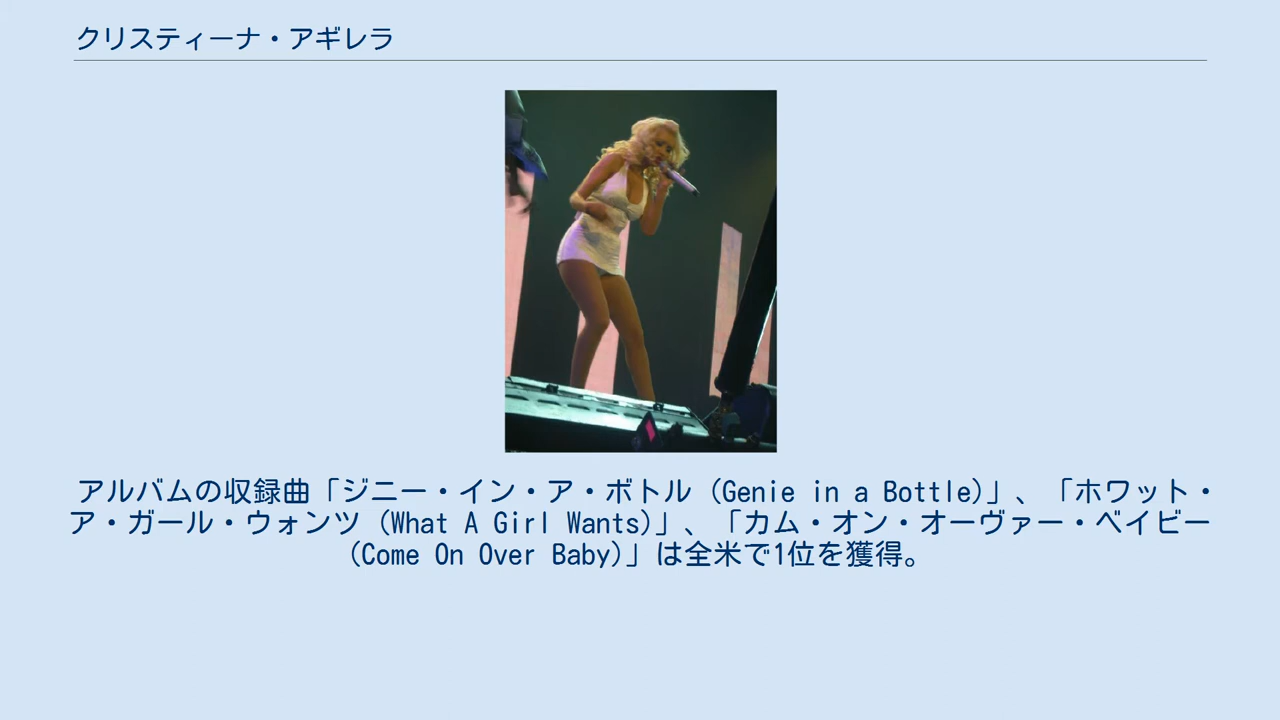 クリスティーナ・アギレラ
アルバムの収録曲「ジニー・イン・ア・ボトル (Genie in a Bottle)」、「ホワット・
ア・ガール・ウォンツ (What A Girl Wants)」、「カム・オン・オーヴァー・ベイビー
(Come On Over Baby)」は全米で1位を獲得。